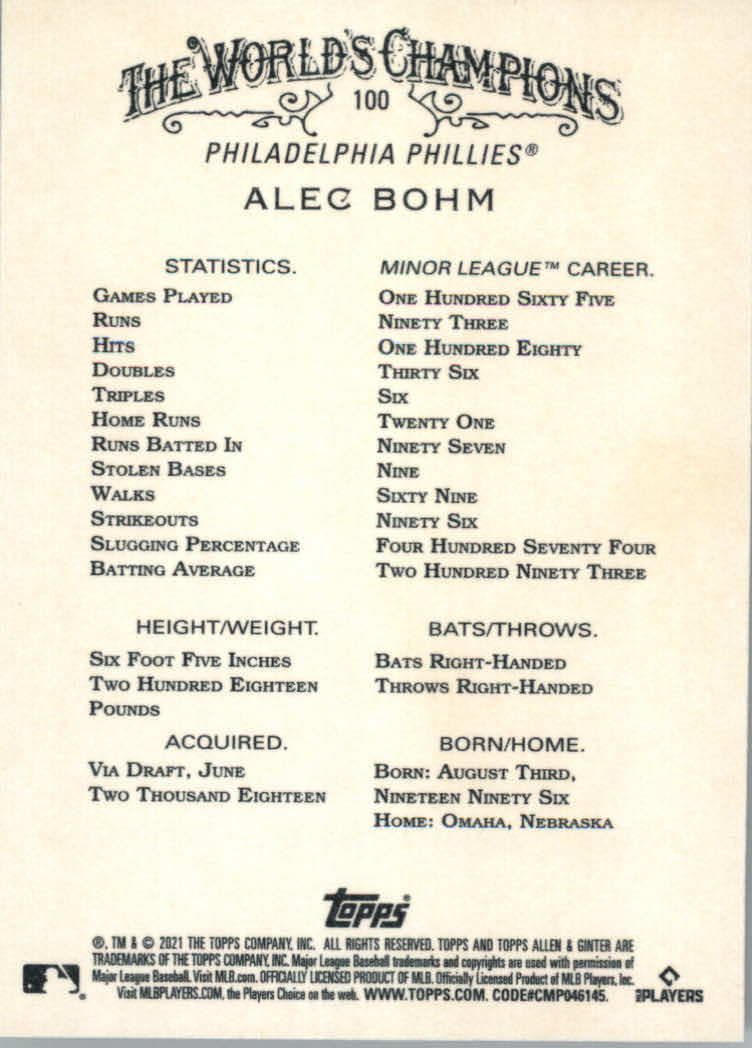 THE WORLD'S CHAMPIONS
100
PHILADELPHIA PHILLIES®
ALEC BOHM
STATISTICS. MINOR LEAGUE™ CAREER.
GAMES PLAYED ONE HUNDRED SIXTY FIVE
RUNS NINETY THREE
HITS ONE HUNDRED EIGHTY
DOUBLES THIRTY SIX
TRIPLES SIX
HOME RUNS TWENTY ONE
RUNS BATTED IN NINETY SEVEN
STOLEN BASES NINE
WALKS SIXTY NINE
STRIKEOUTS NINETY SIX
SLUGGING PERCENTAGE FOUR HUNDRED SEVENTY FOUR
BATTING AVERAGE TWO HUNDRED NINETY THREE
HEIGHT/WEIGHT.
SIX FOOT FIVE INCHES
TWO HUNDRED EIGHTEEN
POUNDS
BATS/THROWS.
BATS RIGHT-HANDED
THROWS RIGHT-HANDED
ACQUIRED.
VIA DRAFT, JUNE
TWO THOUSAND EIGHTEEN
BORN/HOME.
BORN: AUGUST THIRD,
NINETEEN NINETY SIX
HOME: OMAHA, NEBRASKA
Topps®
®, TM & © 2021 THE TOPPS COMPANY, INC. ALL RIGHTS RESERVED. TOPPS AND TOPPS ALLEN & GINTER ARE
TRADEMARKS OF THE TOPPS COMPANY, INC. Major League Baseball trademarks and copyrights are used with permission of
Major League Baseball. Visit MLB.com. OFFICIALLY LICENSED PRODUCT OF MLB. Officially Licensed Product of MLB Players, Inc.
Visit MLBPLAYERS.COM, the Players Choice on the web. WWW.TOPPS.COM. CODE#CMP046145.
MLB PLAYERS